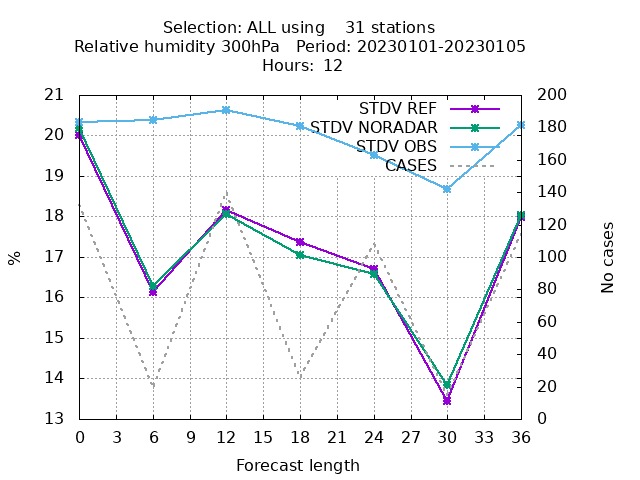 Selection: ALL using    31 stations
Relative humidity 300hPa   Period: 20230101-20230105
Hours:  12
21
20
19
18
17
16
15
14
13
%
200
180
160
140
120
100
80
60
40
20
0
No cases
STDV REF
STDV NORADAR
STDV OBS
CASES
0 3 6 9 12 15 18 21 24 27 30 33 36
Forecast length